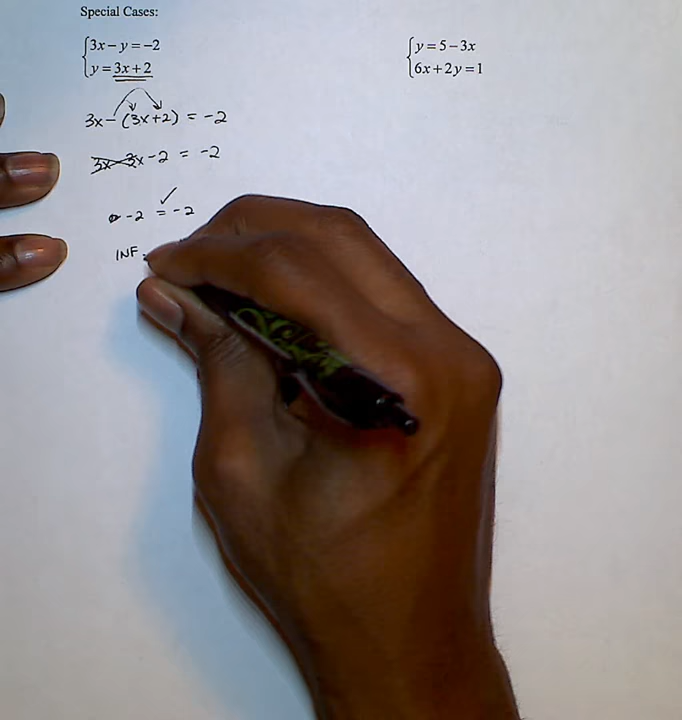 Special Cases:
3x - y = -2
y = 3x + 2
3x - (3x + 2) = -2
3x - 3x - 2 = -2
-2 = -2 ✓
INF.
y = 5 - 3x
6x + 2y = 1